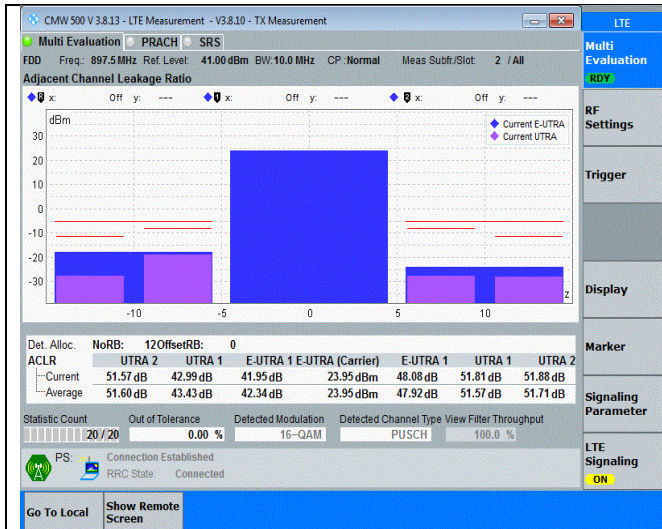 CMW 500 V 3.8.13 - LTE Measurement - V3.8.10 - TX Measurement
LTE
Multi Evaluation PRACH SRS
Multi Evaluation
RDY
FDD Freq.: 897.5 MHz Ref. Level: 41.00 dBm BW: 10.0 MHz CP : Normal Meas Subfr./Slot: 2 / All
Adjacent Channel Leakage Ratio
x: Off y: --- x: Off y: --- x: Off y: ---
dBm
Current E-UTRA
Current UTRA
30
20
10
0
-10
-20
-30
z
-10 -5 0 5 10
RF
Settings
Trigger
Display
Marker
Signaling
Parameter
LTE
Signaling
ON
Det. Alloc. NoRB: 12OffsetRB: 0
ACLR UTRA 2 UTRA 1 E-UTRA 1 E-UTRA (Carrier) E-UTRA 1 UTRA 1 UTRA 2
Current 51.57 dB 42.99 dB 41.95 dB 23.95 dBm 48.08 dB 51.81 dB 51.88 dB
Average 51.60 dB 43.43 dB 42.34 dB 23.95 dBm 47.92 dB 51.57 dB 51.71 dB
Statistic Count Out of Tolerance Detected Modulation Detected Channel Type View Filter Throughput
20 / 20 0.00 % 16-QAM PUSCH 100.0 %
PS: Connection Established
RRC State: Connected
Go To Local
Show Remote
Screen